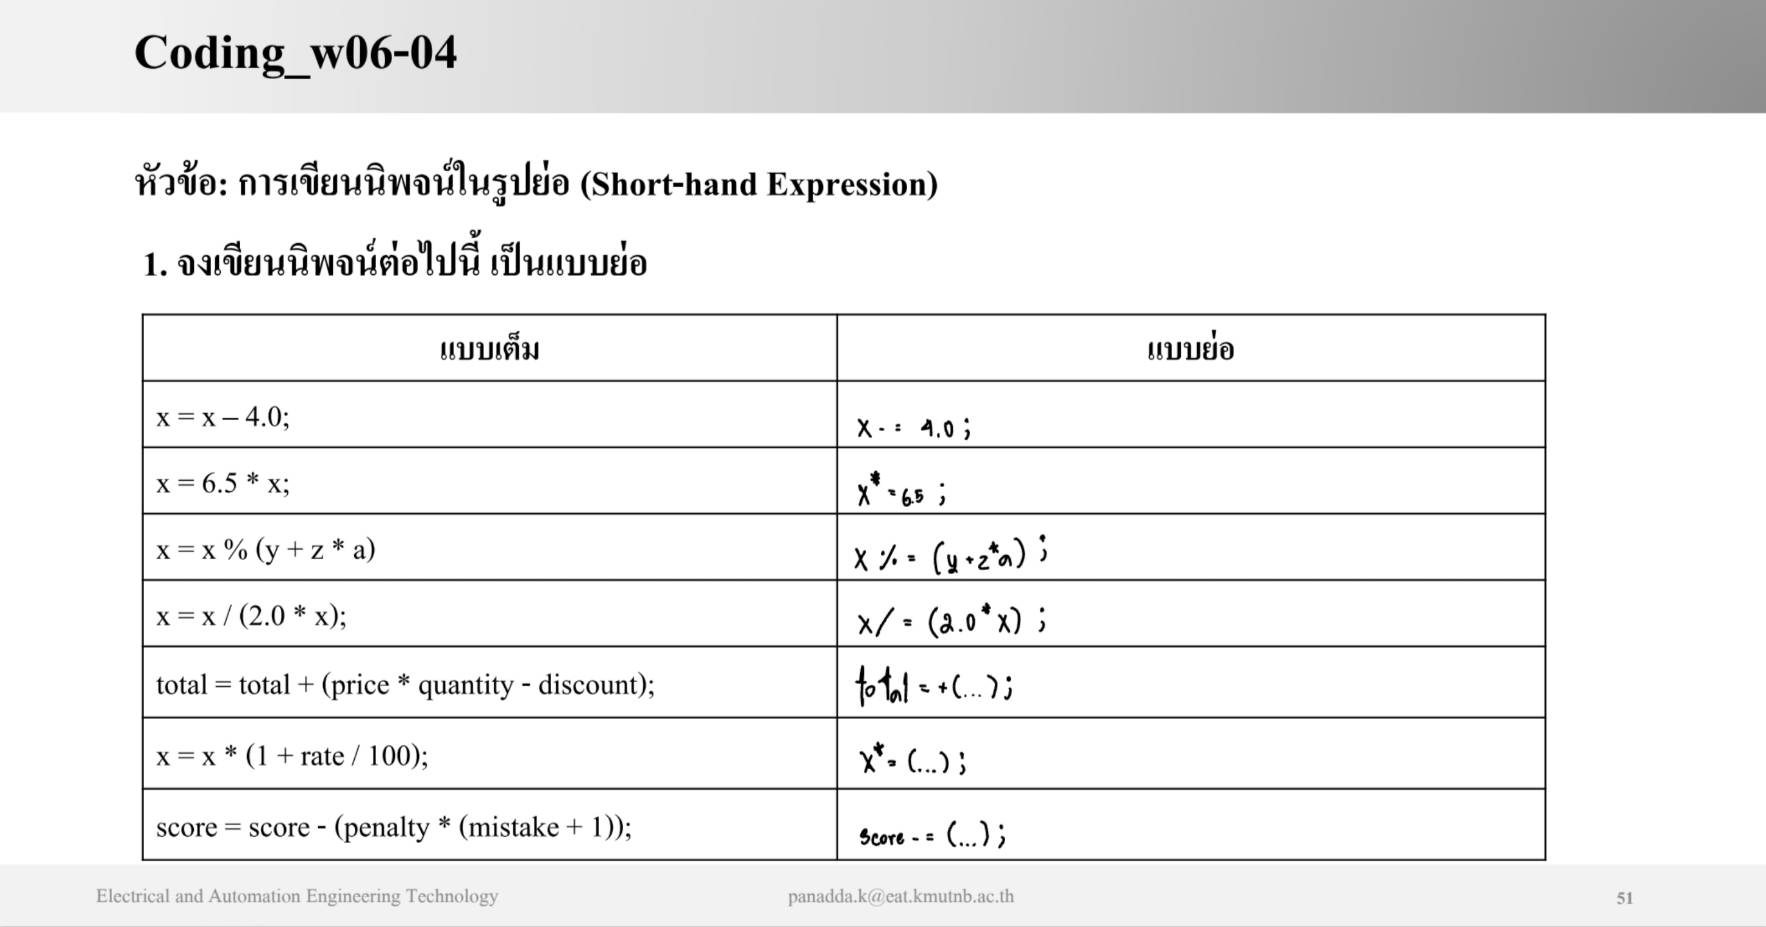 Coding_w06-04
หัวข้อ: การเขียนนิพจน์ในรูปย่อ (Short-hand Expression)
1. จงเขียนนิพจน์ต่อไปนี้ เป็นแบบย่อ
แบบเต็ม แบบย่อ
x = x – 4.0; x -= 4.0 ;
x = 6.5 * x; x* = 6.5 ;
x = x % (y + z * a) x % = (y+z*a) ;
x = x / (2.0 * x); x/ = (2.0*x) ;
total = total + (price * quantity - discount); total = +(...);
x = x * (1 + rate / 100); x* = (...) ;
score = score - (penalty * (mistake + 1)); score - = (...) ;
Electrical and Automation Engineering Technology panadda.k@eat.kmutnb.ac.th 51